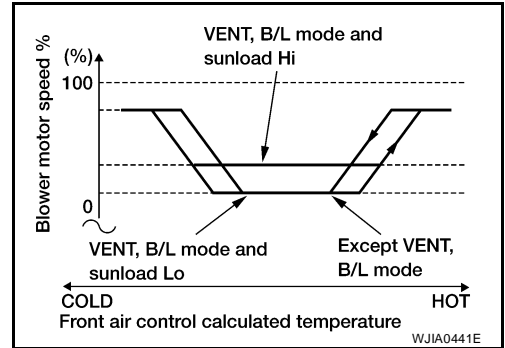 VENT, B/L mode and
sunload Hi
Blower motor speed %
(%)
100
0
VENT, B/L mode and
sunload Lo
Except VENT,
B/L mode
COLD
HOT
Front air control calculated temperature
WJIA0441E